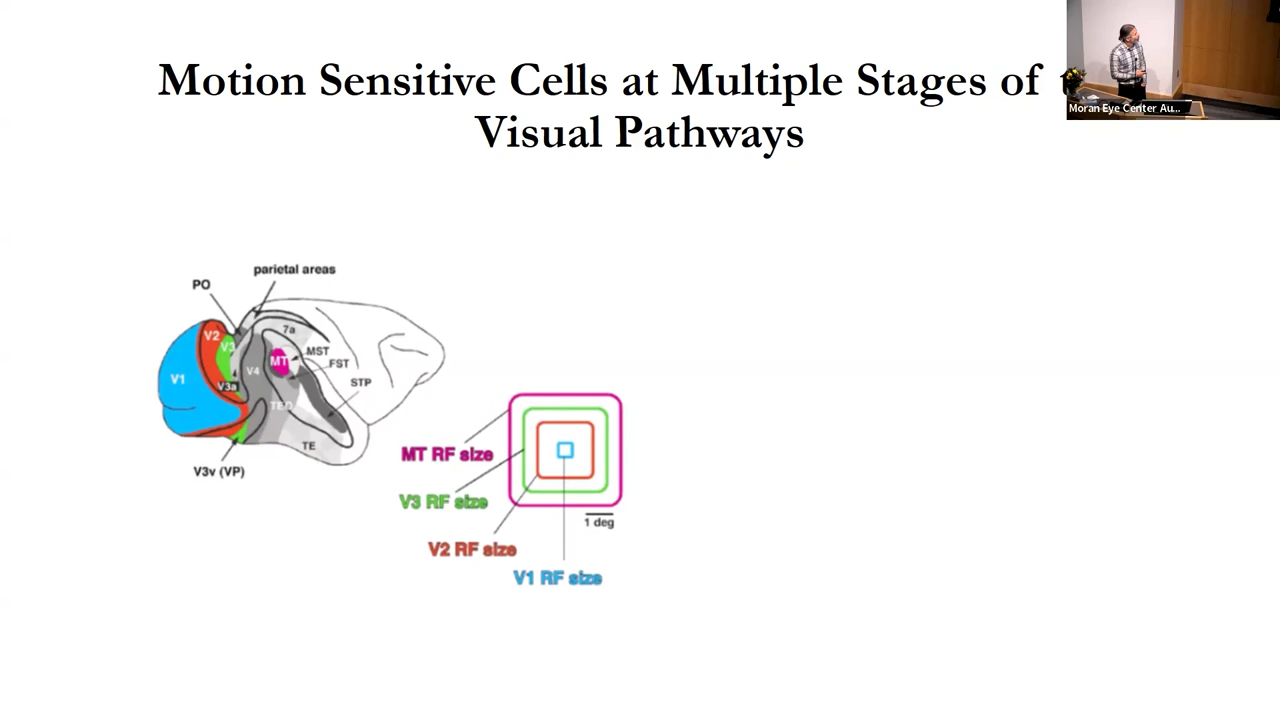 Motion Sensitive Cells at Multiple Stages of
Visual Pathways
Moran Eye Center Au...
parietal areas
PO
V2
V3
7a
MT
MST
FST
V1
V3a
V4
STP
TEO
TE
V3v (VP)
MT RF size
V3 RF size
1 deg
V2 RF size
V1 RF size